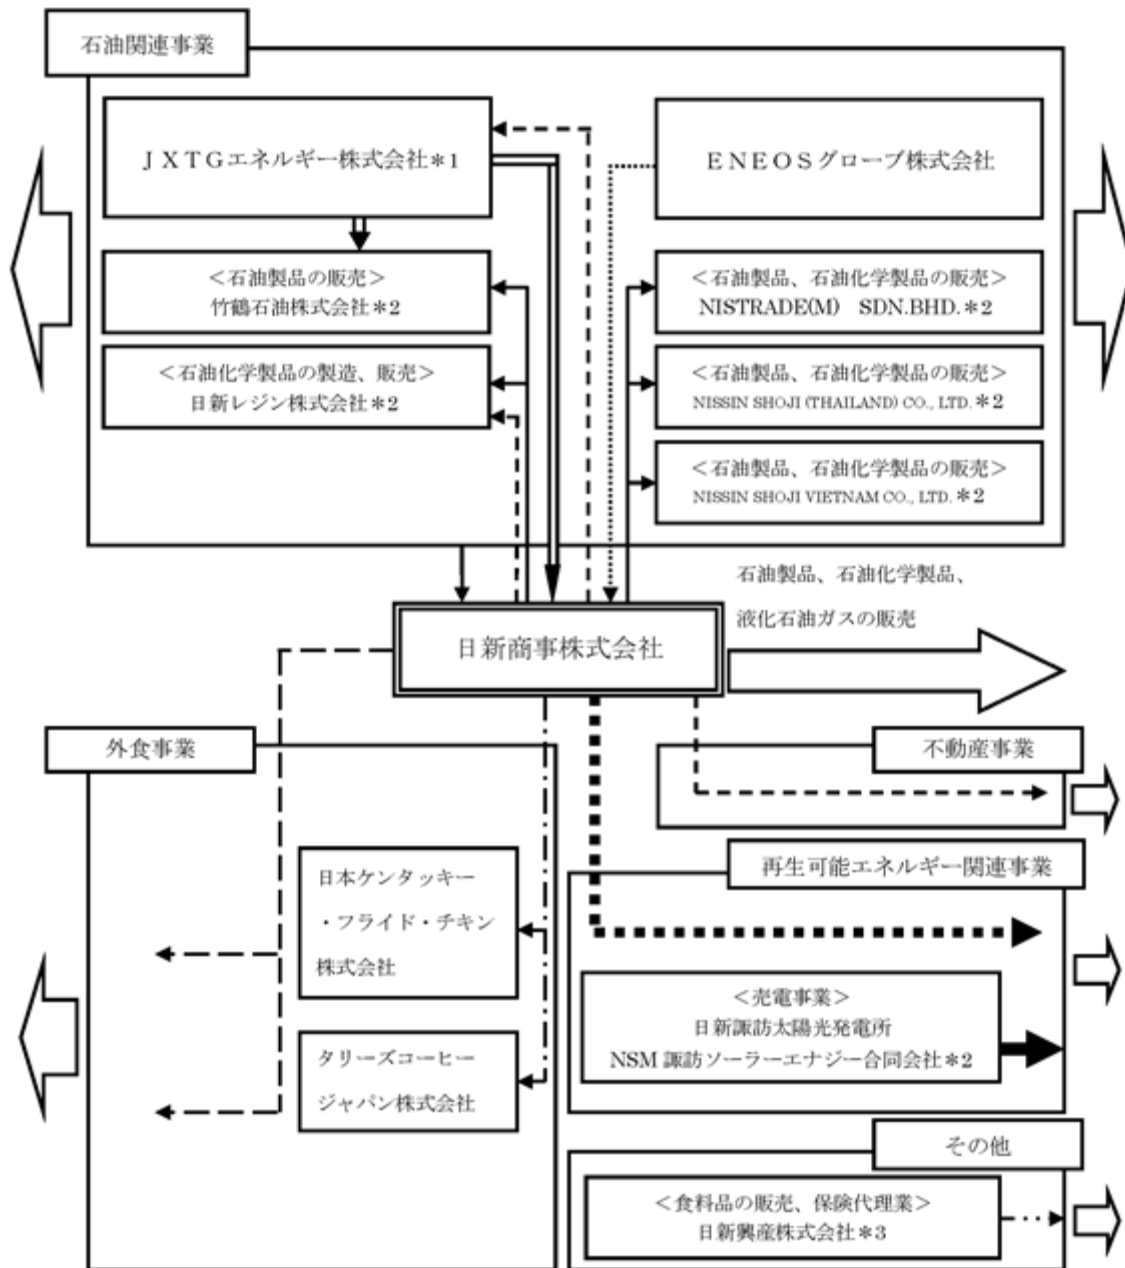 石油関連事業
ＪＸＴＧエネルギー株式会社＊1
ＥＮＥＯＳグローブ株式会社
＜石油製品の販売＞
竹鶴石油株式会社＊2
＜石油製品、石油化学製品の販売＞
NISTRADE(M) SDN.BHD.＊2
＜石油化学製品の製造、販売＞
日新レジン株式会社＊2
＜石油製品、石油化学製品の販売＞
NISSIN SHOJI (THAILAND) CO., LTD.＊2
＜石油製品、石油化学製品の販売＞
NISSIN SHOJI VIETNAM CO., LTD.＊2
石油製品、石油化学製品、
液化石油ガスの販売
日新商事株式会社
外食事業
不動産事業
日本ケンタッキー
・フライド・チキン
株式会社
タリーズコーヒー
ジャパン株式会社
再生可能エネルギー関連事業
＜売電事業＞
日新諏訪太陽光発電所
NSM 諏訪ソーラーエナジー合同会社＊2
その他
＜食料品の販売、保険代理業＞
日新興産株式会社＊3